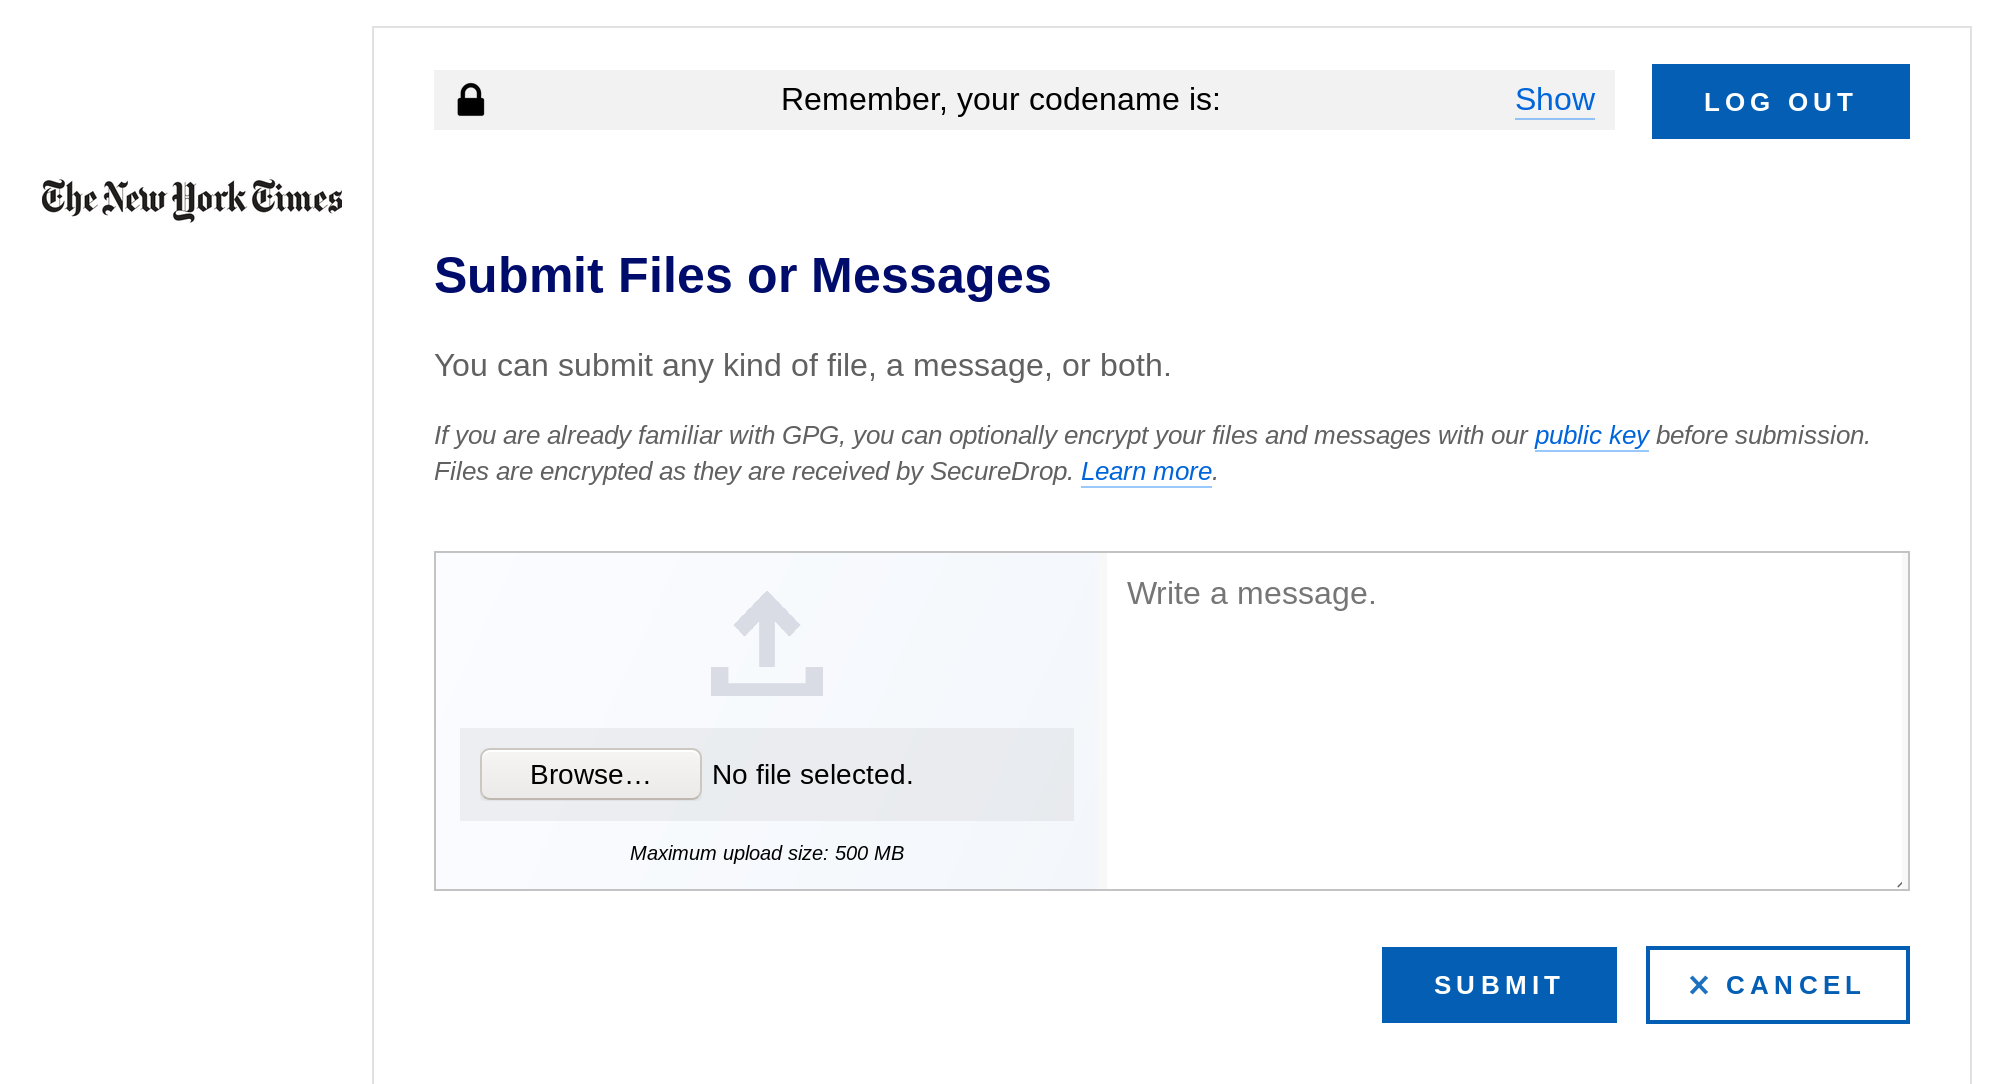 The New York Times
Remember, your codename is:
Show
LOG OUT
Submit Files or Messages
You can submit any kind of file, a message, or both.
If you are already familiar with GPG, you can optionally encrypt your files and messages with our public key before submission.
Files are encrypted as they are received by SecureDrop. Learn more.
Write a message.
Browse… No file selected.
Maximum upload size: 500 MB
SUBMIT
× CANCEL